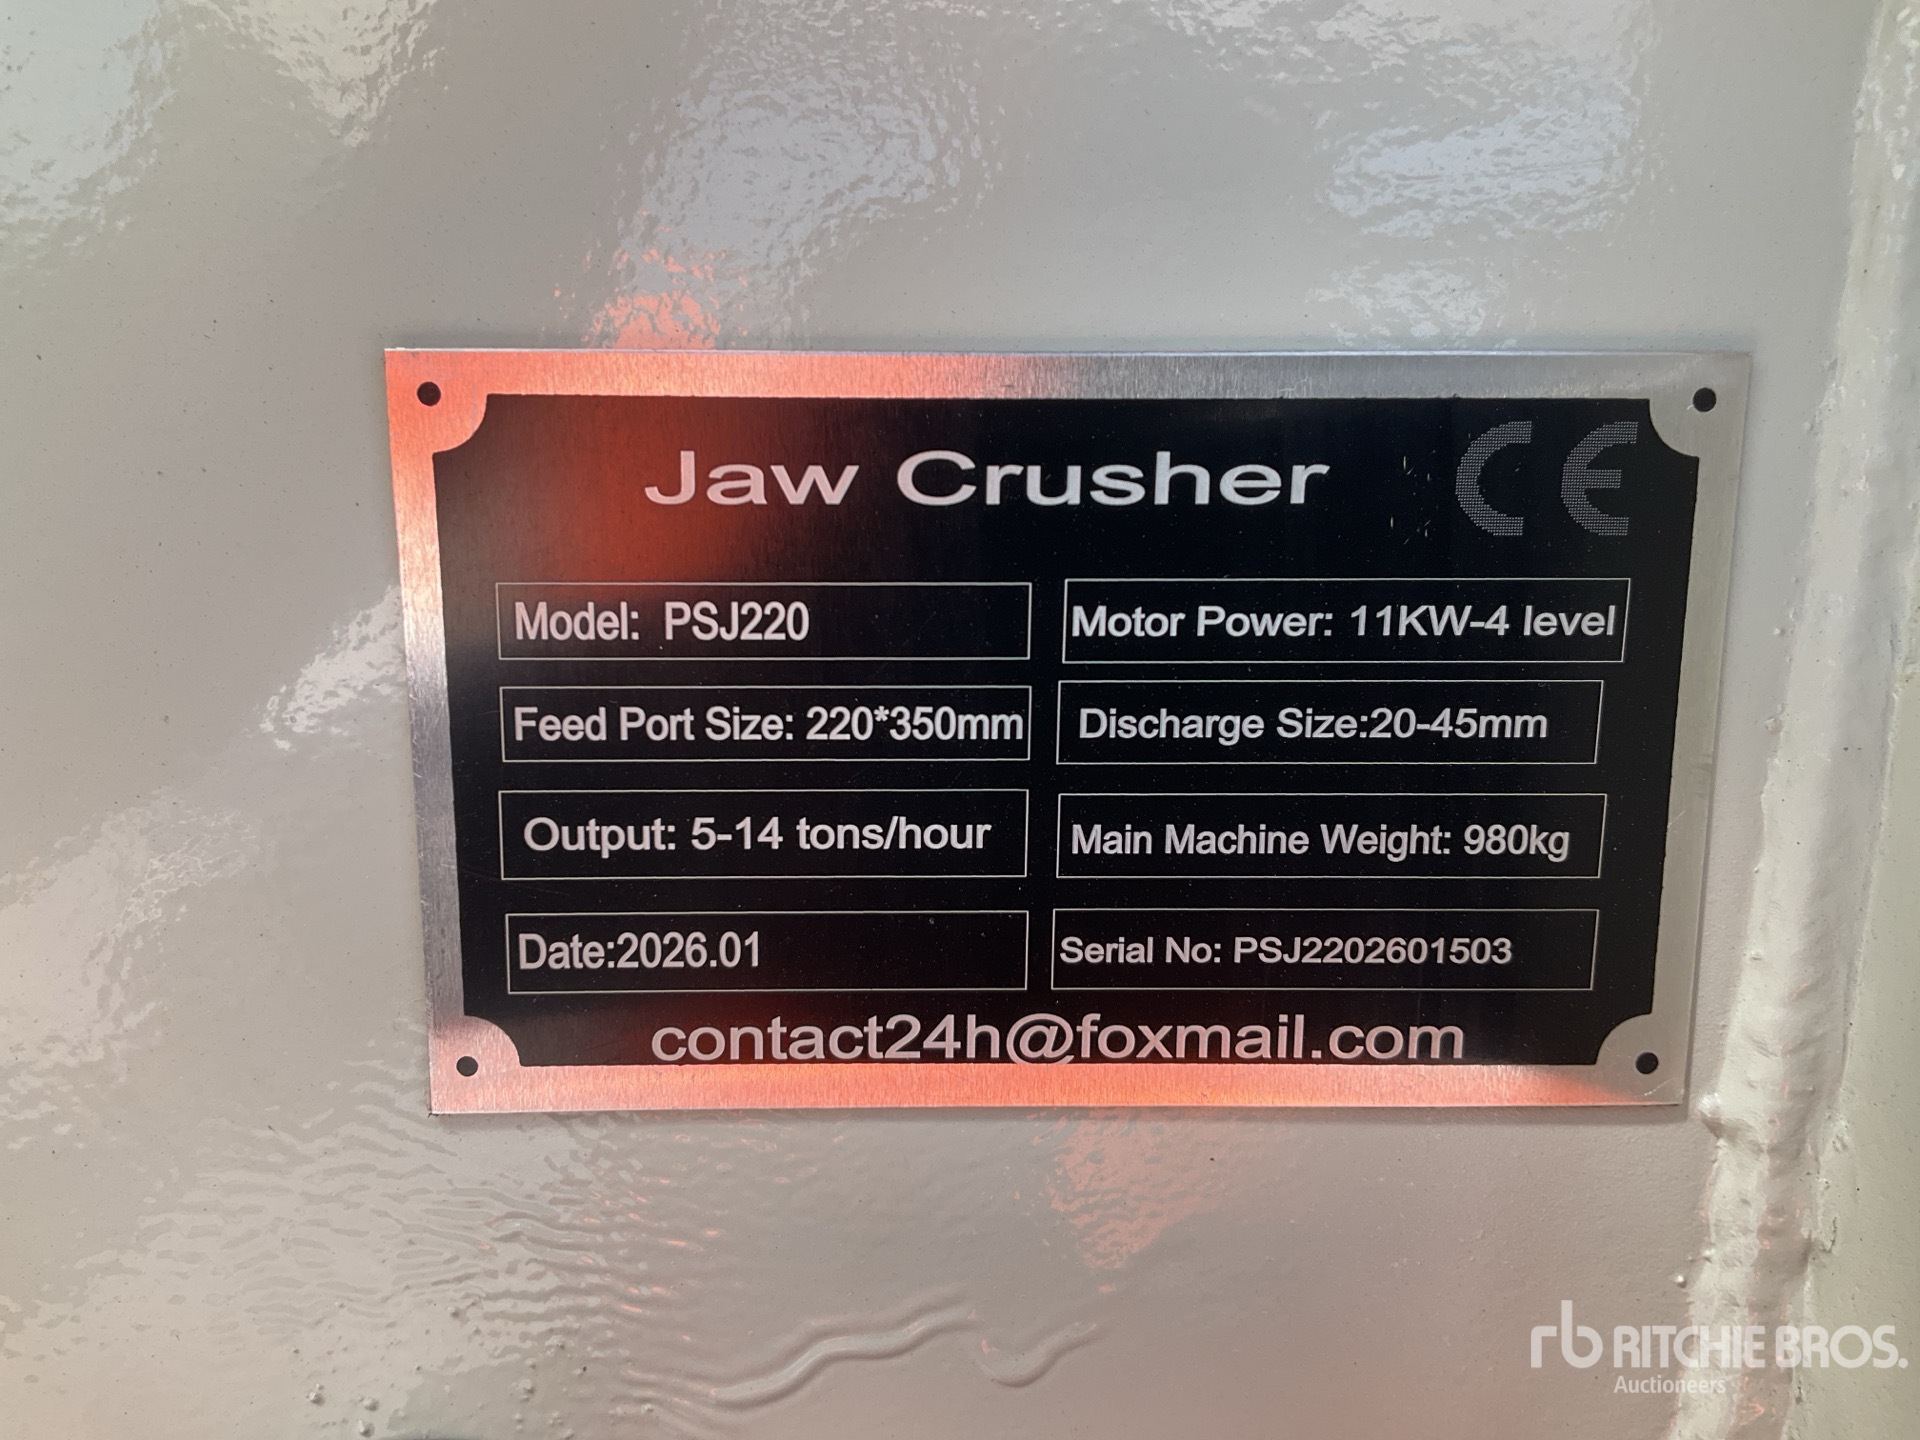 Jaw Crusher CE
Model: PSJ220 Motor Power: 11KW-4 level
Feed Port Size: 220*350mm Discharge Size:20-45mm
Output: 5-14 tons/hour Main Machine Weight: 980kg
Date:2026.01 Serial No: PSJ2202601503
contact24h@foxmail.com
rb RITCHIE BROS.
Auctioneers